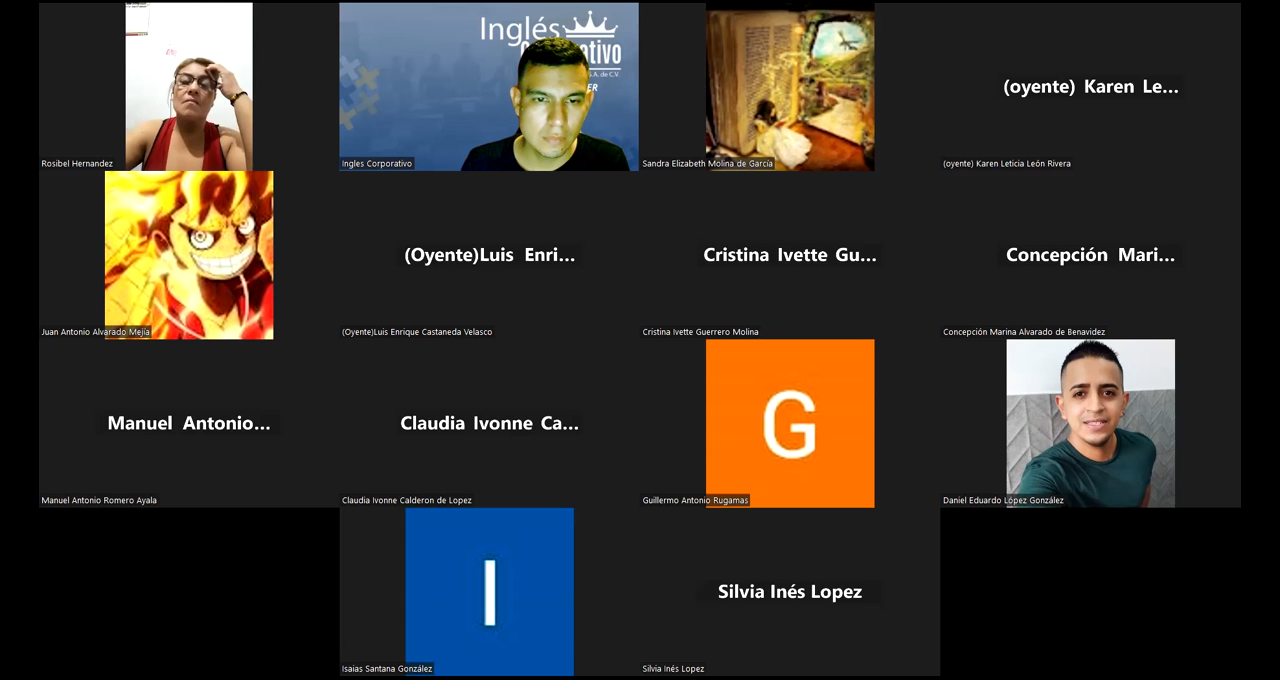 Inglés
S.A. de C.V.
(oyente) Karen Le...
Rosibel Hernandez
Ingles Corporativo
Sandra Elizabeth Molina de García
(oyente) Karen Leticia León Rivera
(Oyente)Luis Enri...
Cristina Ivette Gu...
Concepción Mari...
Juan Antonio Alvarado Mejía
(Oyente)Luis Enrique Castaneda Velasco
Cristina Ivette Guerrero Molina
Concepción Marina Alvarado de Benavidez
Manuel Antonio...
Claudia Ivonne Ca...
G
Manuel Antonio Romero Ayala
Claudia Ivonne Calderon de Lopez
Guillermo Antonio Rugamas
Daniel Eduardo López González
I
Silvia Inés Lopez
Isaias Santana González
Silvia Inés Lopez